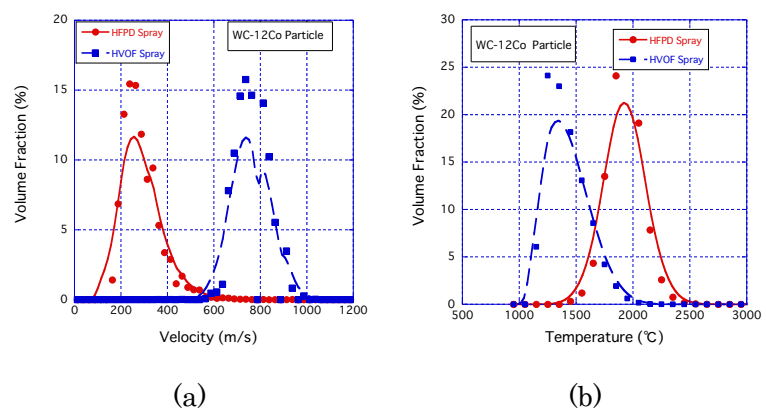 20
15
10
5
0
Volume Fraction (%)
HFPD Spray
HVOF Spray
WC-12Co Particle
0 200 400 600 800 1000 1200
Velocity (m/s)
(a)
(b)
30
25
20
15
10
5
0
Volume Fraction (%)
WC-12Co Particle
HFPD Spray
HVOF Spray
500 1000 1500 2000 2500 3000
Temperature (℃)